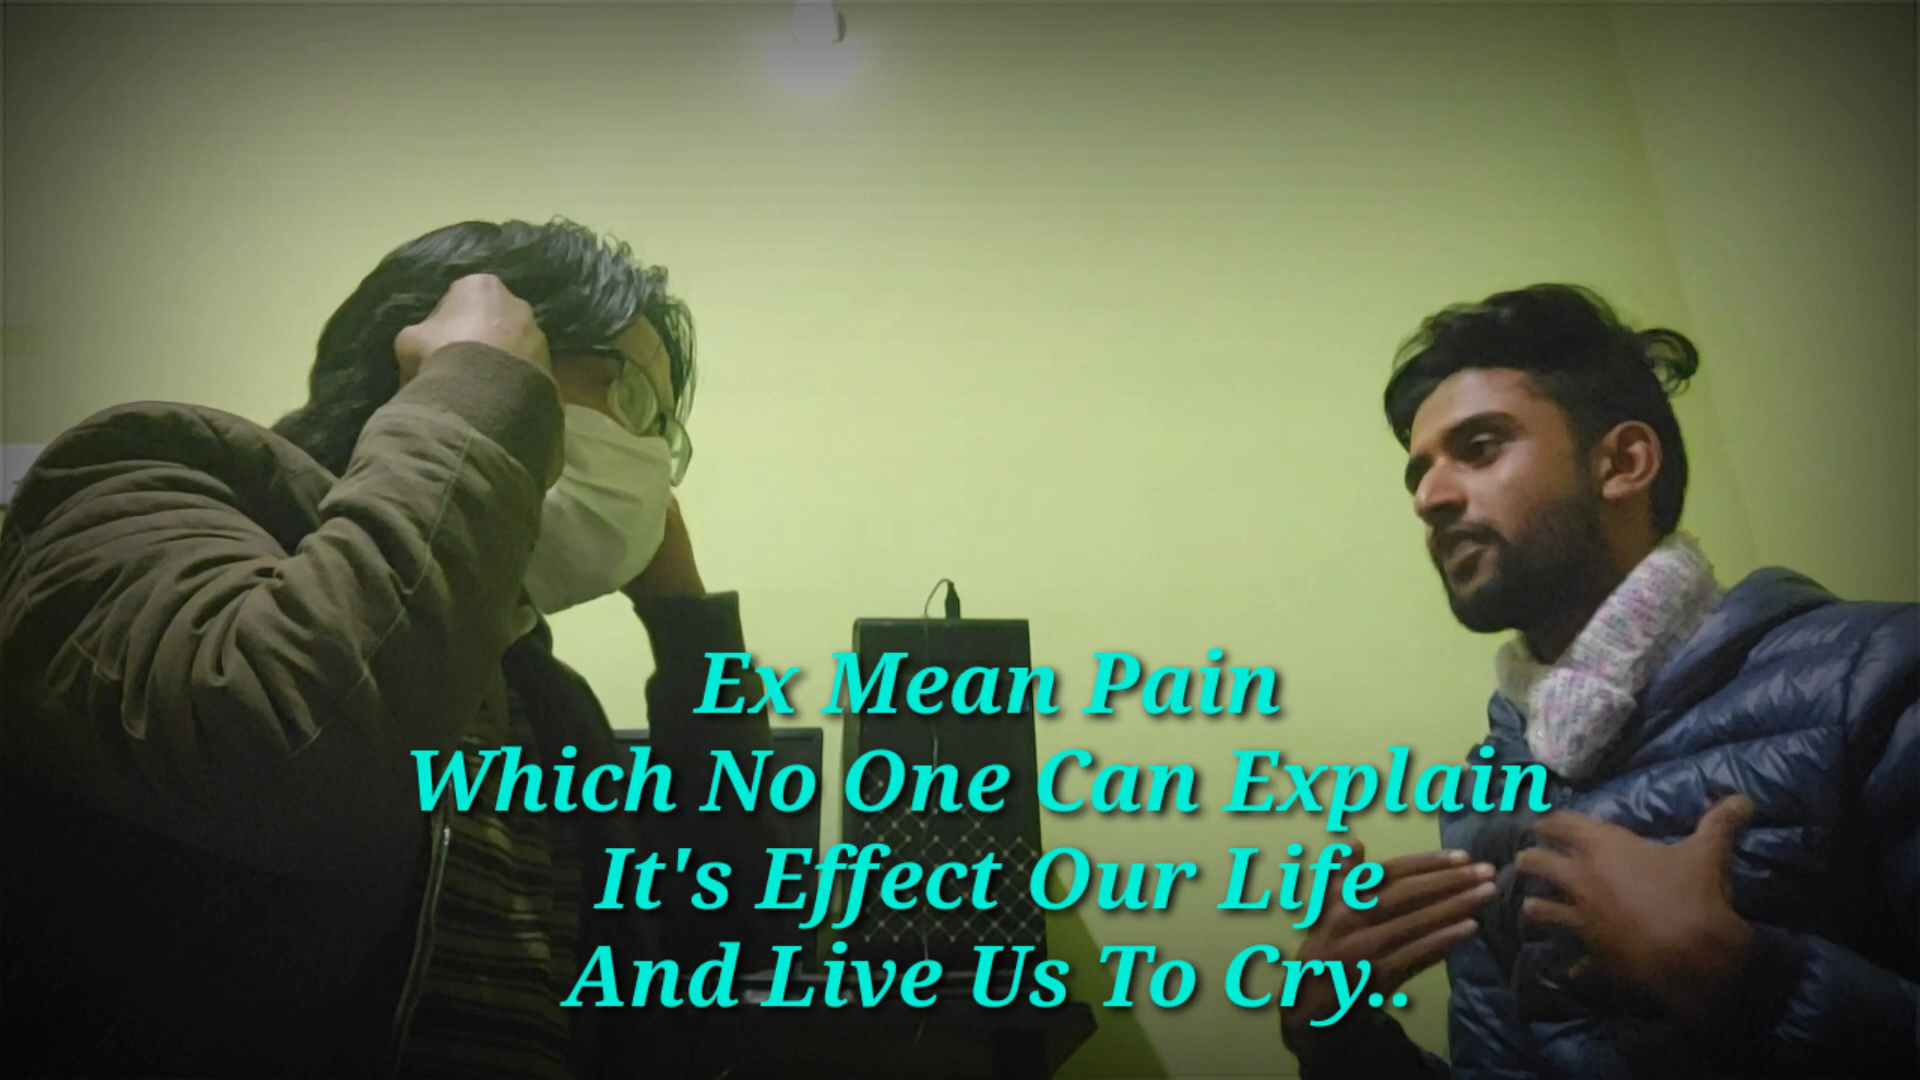 Ex Mean Pain
Which No One Can Explain
It's Effect Our Life
And Live Us To Cry..